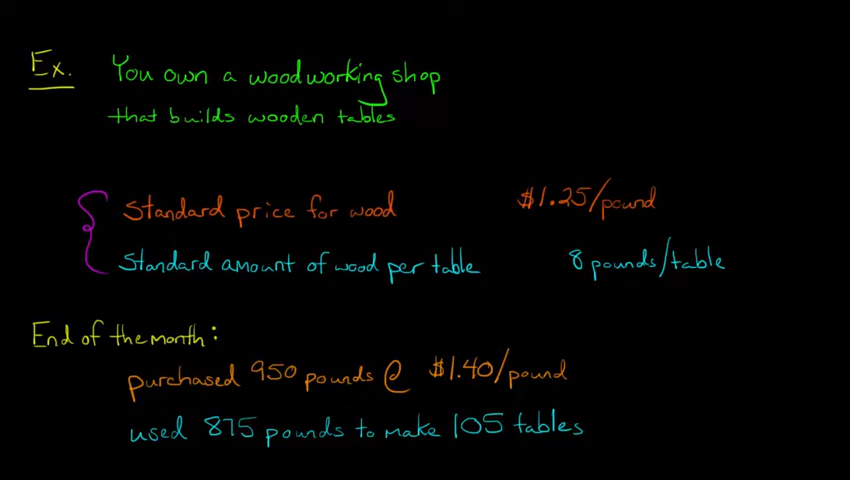 Ex. You own a woodworking shop
that builds wooden tables
Standard price for wood $1.25/pound
Standard amount of wood per table 8 pounds/table
End of the month:
purchased 950 pounds @ $1.40/pound
used 875 pounds to make 105 tables